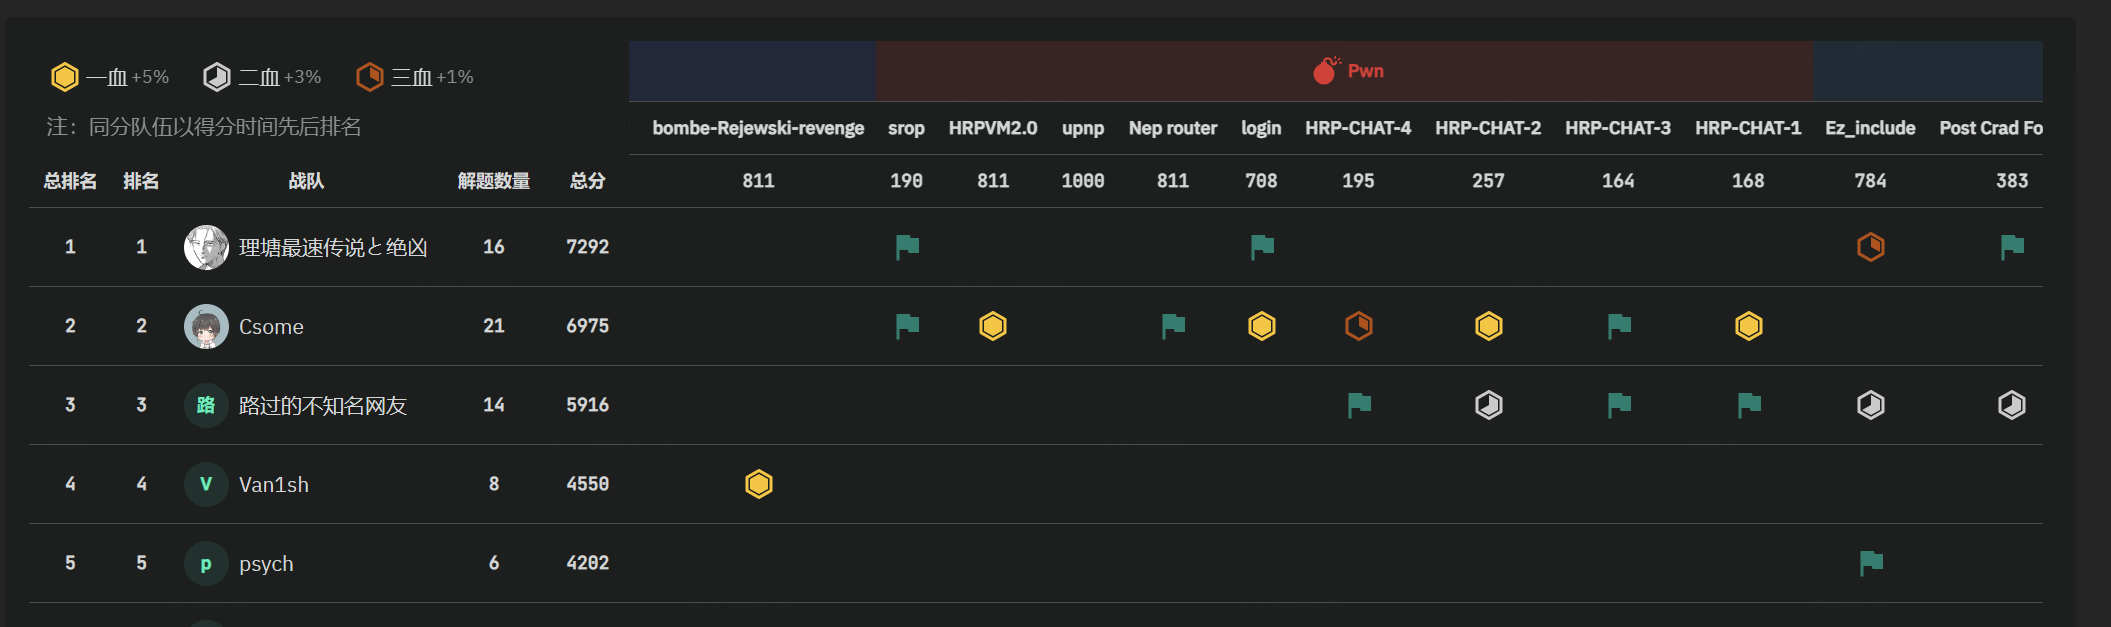 一血 +5% 二血 +3% 三血 +1%
Pwn
注：同分队伍以得分时间先后排名
bombe-Rejewski-revenge srop HRPVM2.0 upnp Nep router login HRP-CHAT-4 HRP-CHAT-2 HRP-CHAT-3 HRP-CHAT-1 Ez_include Post Crad Fo
总排名 排名 战队 解题数量 总分 811 190 811 1000 811 708 195 257 164 168 784 383
1 1 理塘最速传说と绝凶 16 7292
2 2 Csome 21 6975
3 3 路 路过的不知名网友 14 5916
4 4 V Van1sh 8 4550
5 5 p psych 6 4202